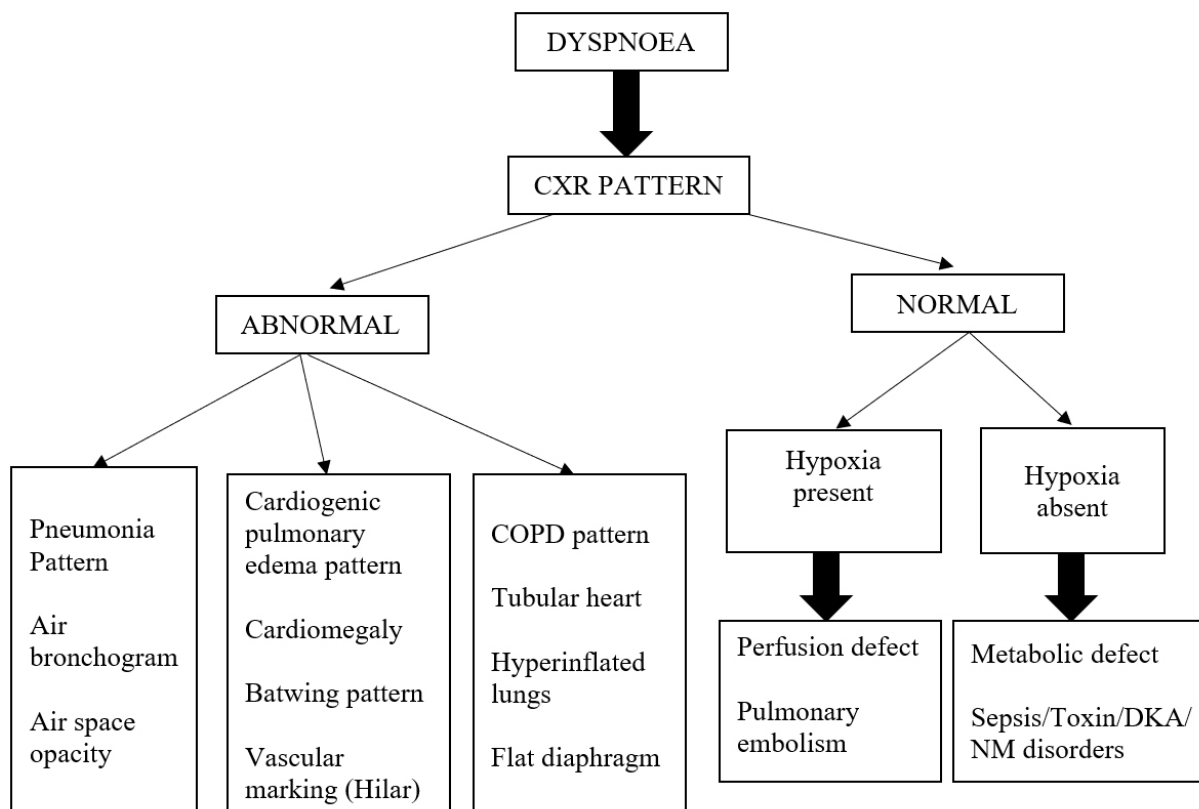 DYSPNOEA
CXR PATTERN
ABNORMAL
NORMAL
Pneumonia
Pattern
Air
bronchogram
Air space
opacity
Cardiogenic
pulmonary
edema pattern
Cardiomegaly
Batwing pattern
Vascular
marking (Hilar)
COPD pattern
Tubular heart
Hyperinflated
lungs
Flat diaphragm
Hypoxia
present
Hypoxia
absent
Perfusion defect
Pulmonary
embolism
Metabolic defect
Sepsis/Toxin/DKA/
NM disorders